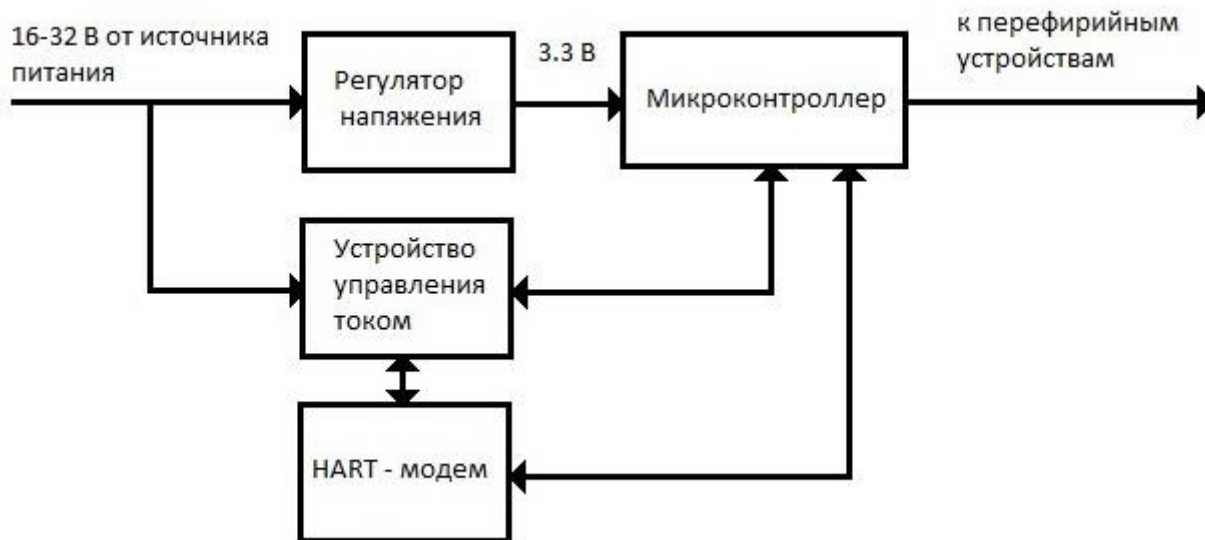 16-32 В от источника
питания
3.3 В
к перефирийным
устройствам
Регулятор
напяжения
Микроконтроллер
Устройство
управления
током
HART - модем